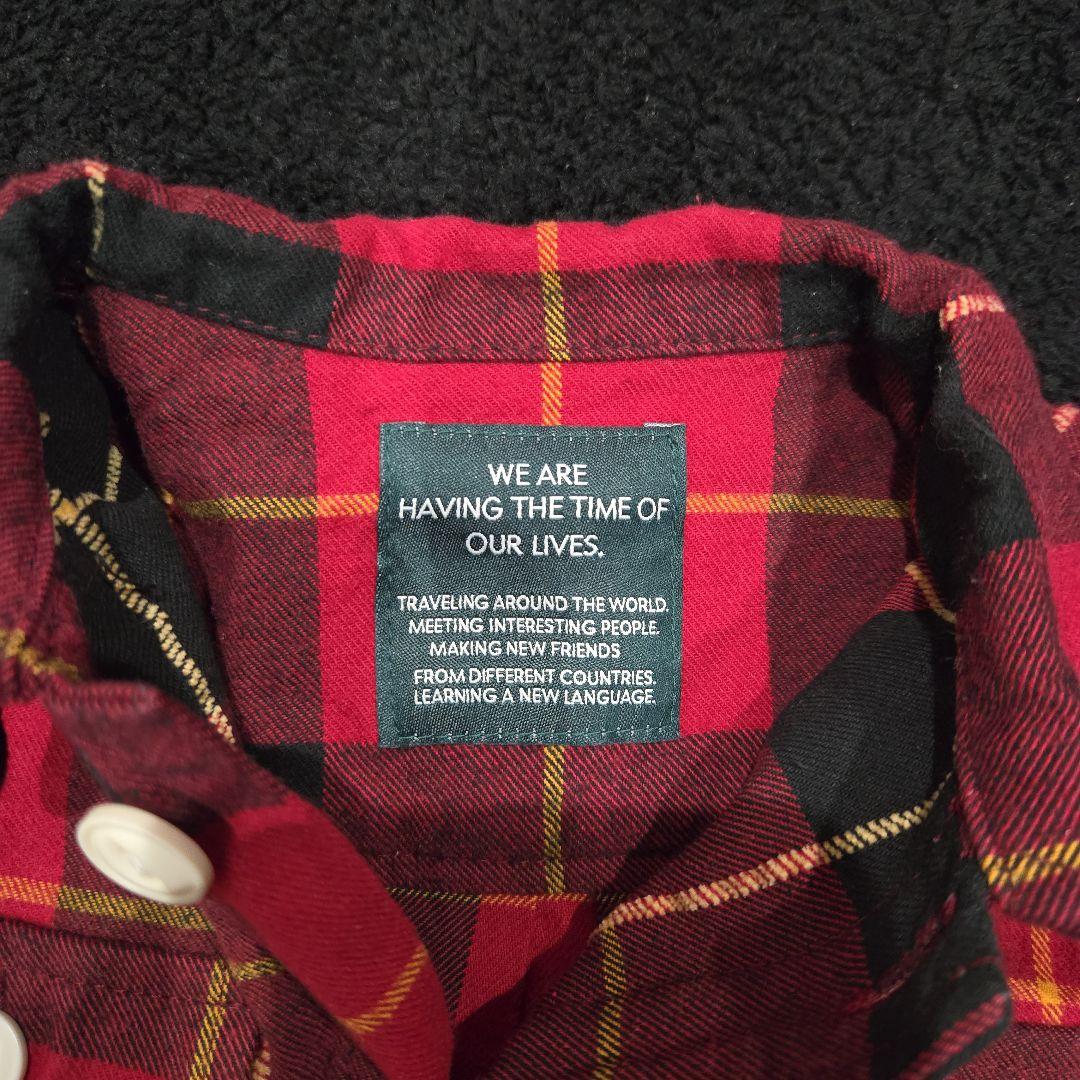 WE ARE
HAVING THE TIME OF
OUR LIVES.
TRAVELING AROUND THE WORLD.
MEETING INTERESTING PEOPLE.
MAKING NEW FRIENDS
FROM DIFFERENT COUNTRIES.
LEARNING A NEW LANGUAGE.